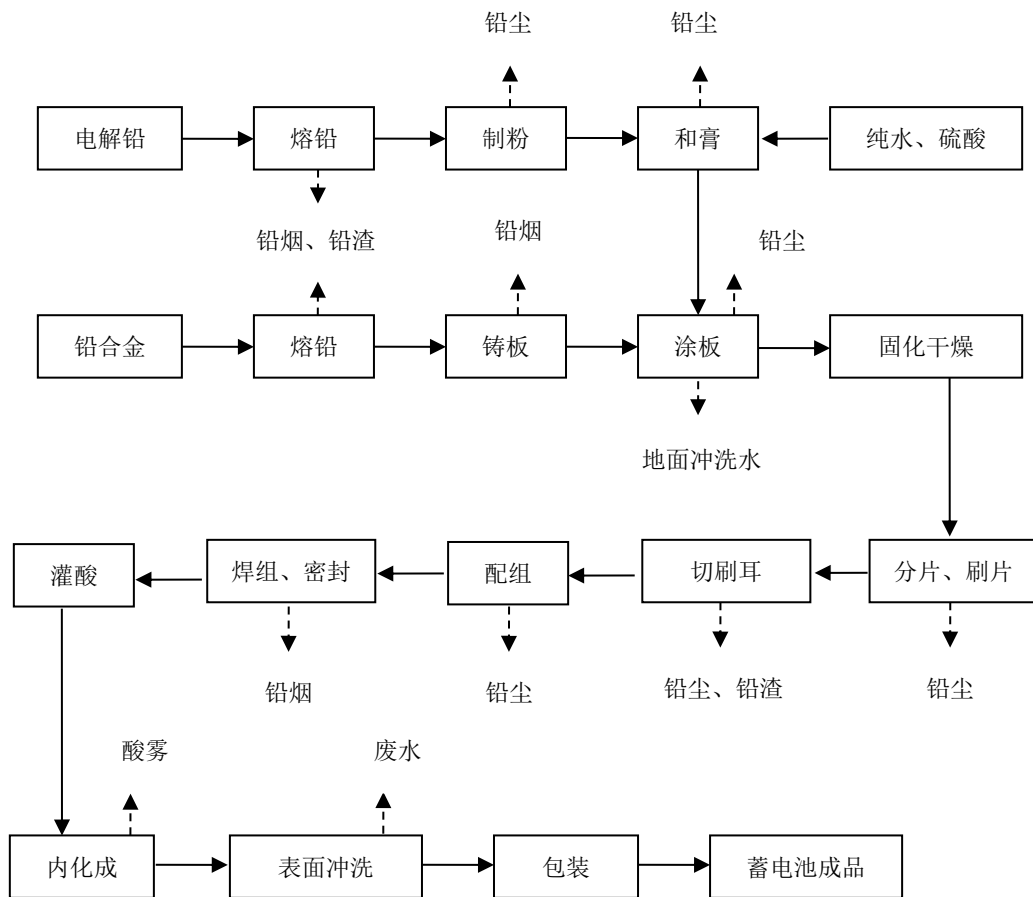 铅尘 铅尘
电解铅 熔铅 制粉 和膏 纯水、硫酸
铅烟、铅渣 铅烟 铅尘
铅合金 熔铅 铸板 涂板 固化干燥
地面冲洗水
灌酸 焊组、密封 配组 切刷耳 分片、刷片
铅烟 铅尘 铅尘、铅渣 铅尘
酸雾 废水
内化成 表面冲洗 包装 蓄电池成品